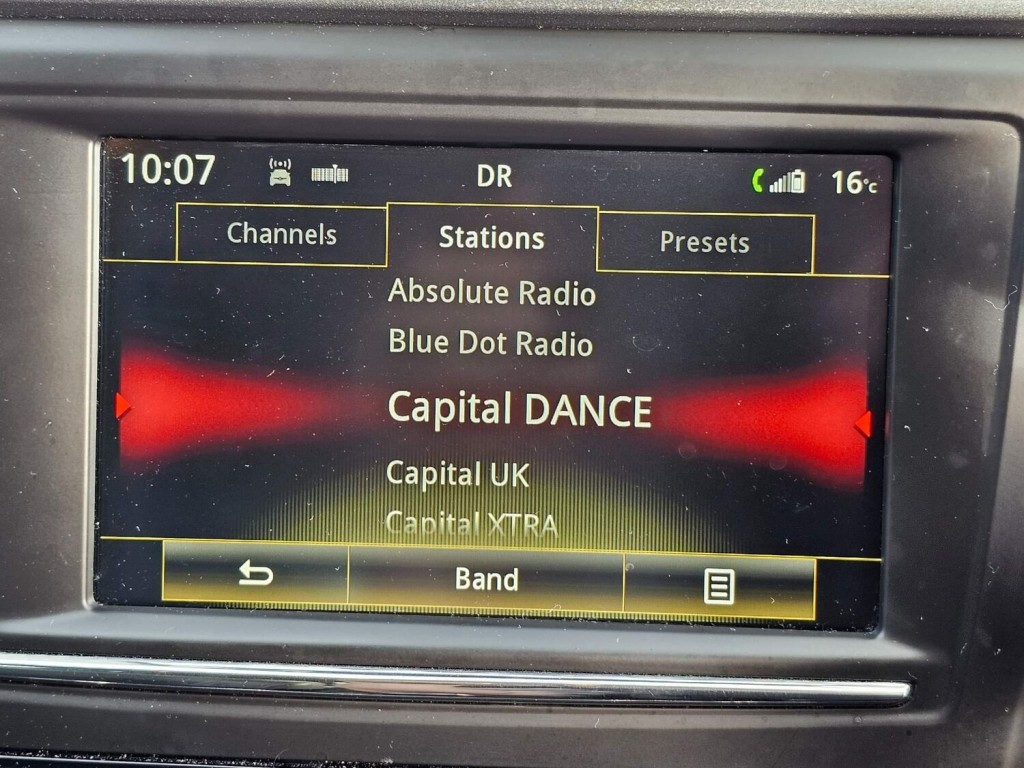 10:07 DR 16°c
Channels Stations Presets
Absolute Radio
Blue Dot Radio
Capital DANCE
Capital UK
Capital XTRA
Band